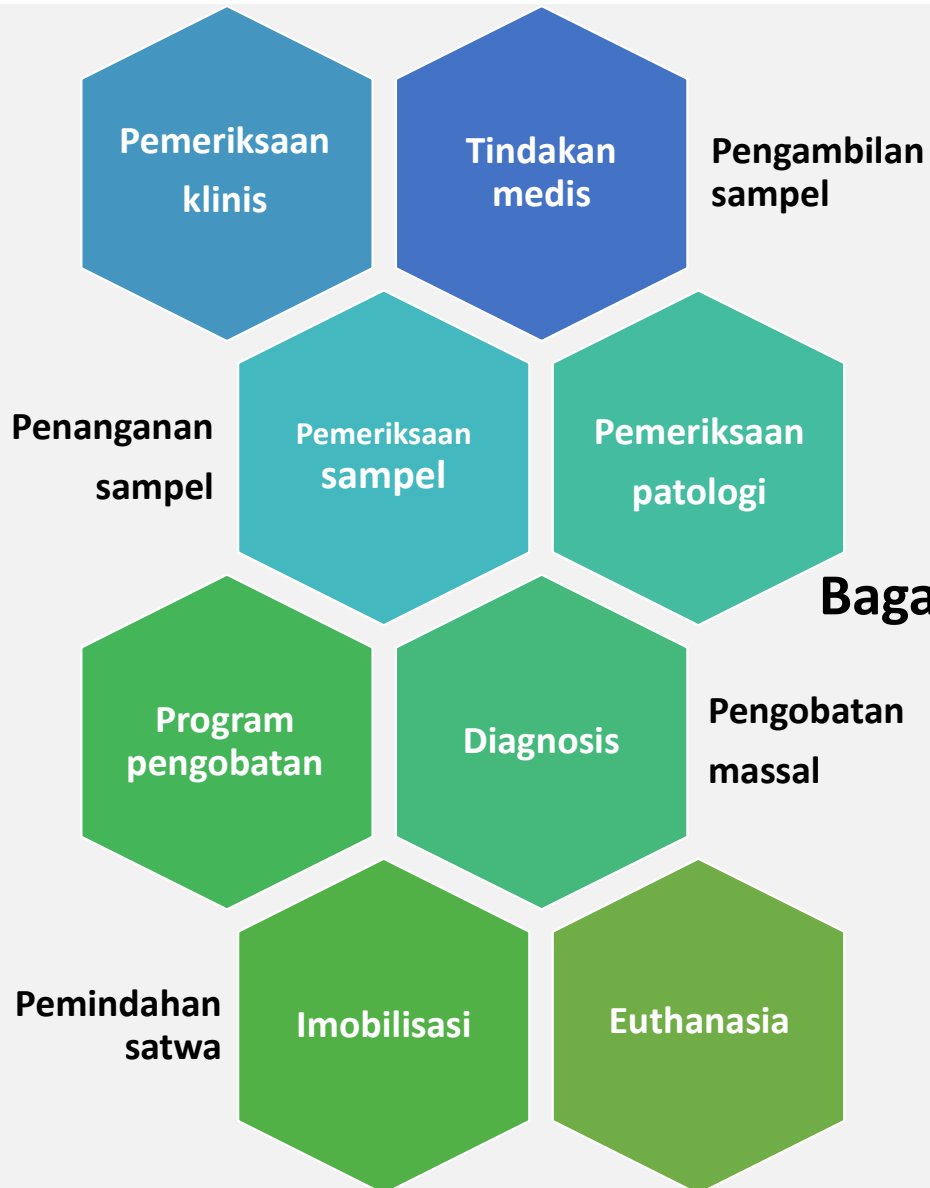 Pemeriksaan
klinis
Tindakan
medis
Pengambilan
sampel
Penanganan
sampel
Pemeriksaan
sampel
Pemeriksaan
patologi
Baga
Program
pengobatan
Diagnosis
Pengobatan
massal
Pemindahan
satwa
Imobilisasi
Euthanasia